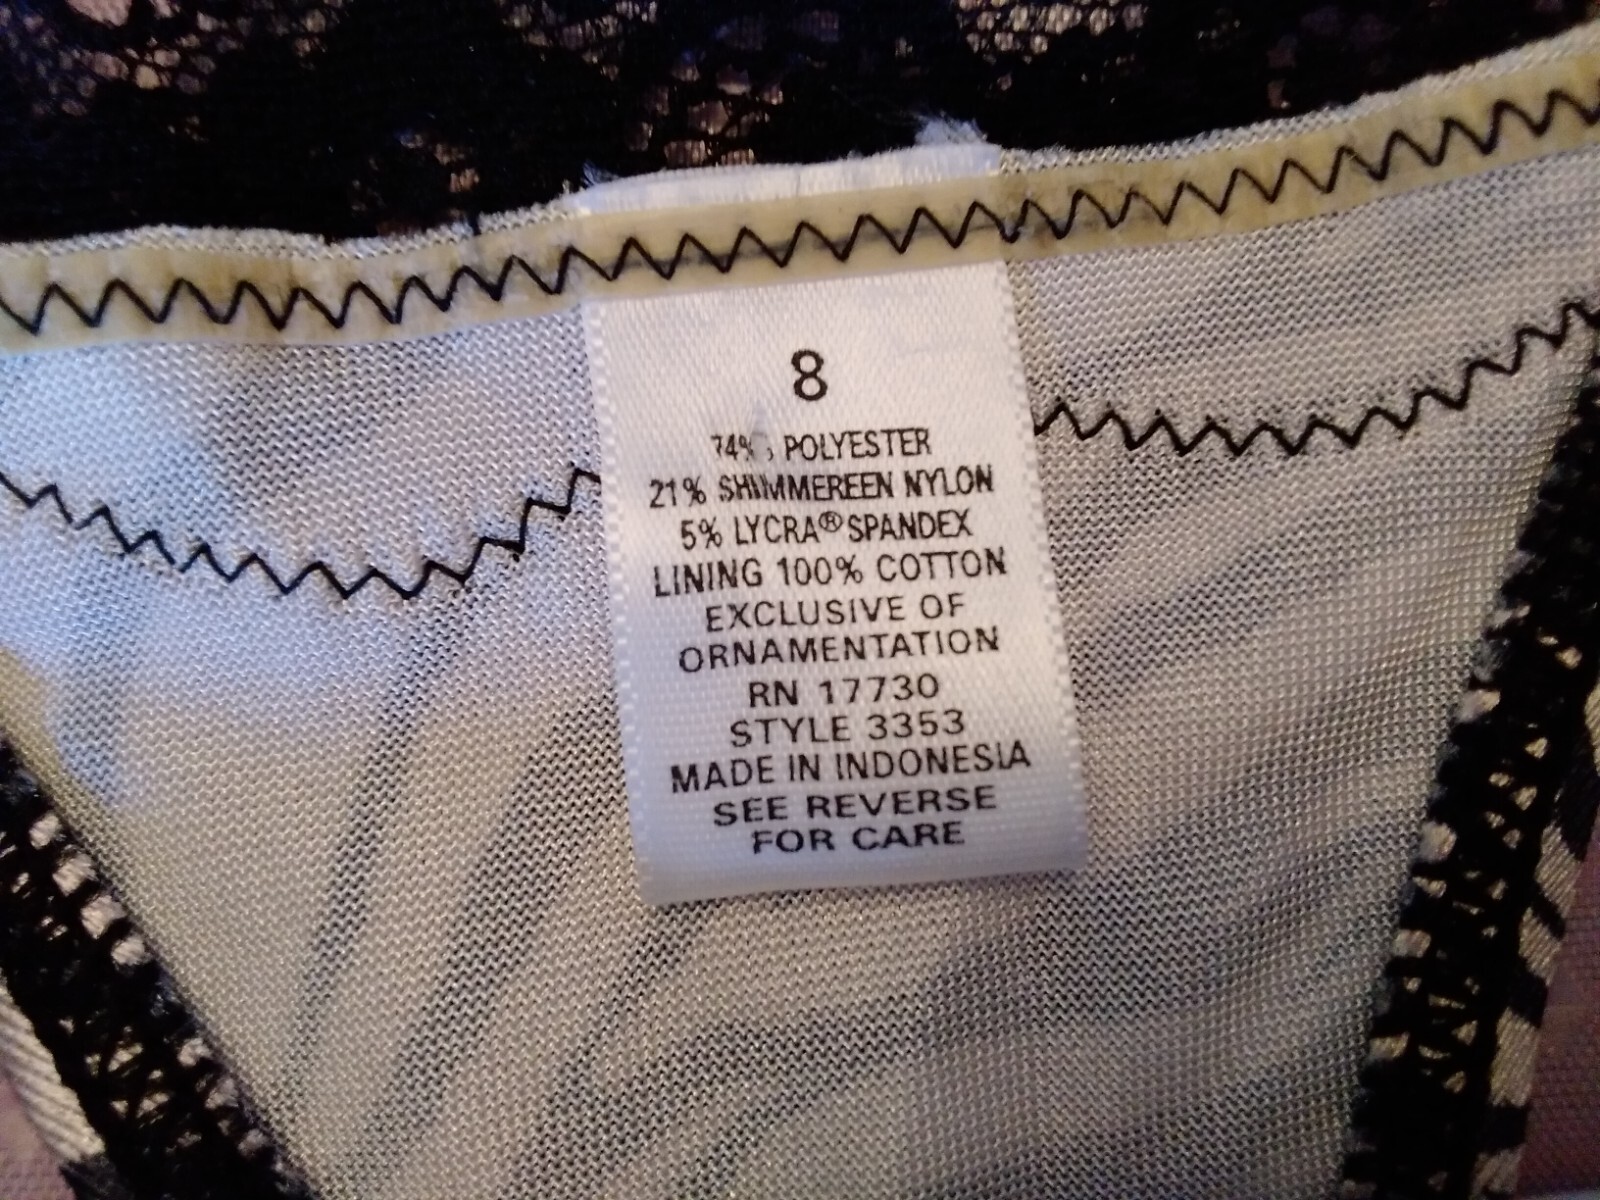 8
74% POLYESTER
21% SHIMMEREEN NYLON
5% LYCRA® SPANDEX
LINING 100% COTTON
EXCLUSIVE OF
ORNAMENTATION
RN 17730
STYLE 3353
MADE IN INDONESIA
SEE REVERSE
FOR CARE